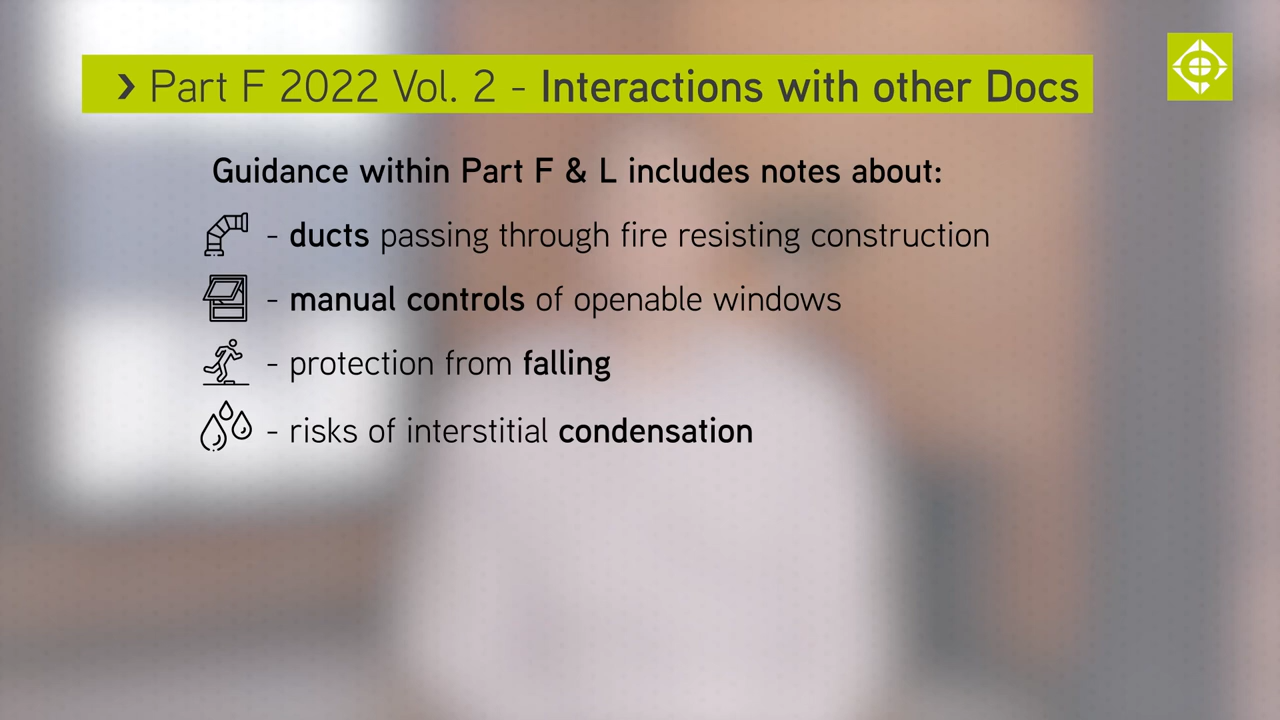 › Part F 2022 Vol. 2 - Interactions with other Docs
Guidance within Part F & L includes notes about:
- ducts passing through fire resisting construction
- manual controls of openable windows
- protection from falling
- risks of interstitial condensation